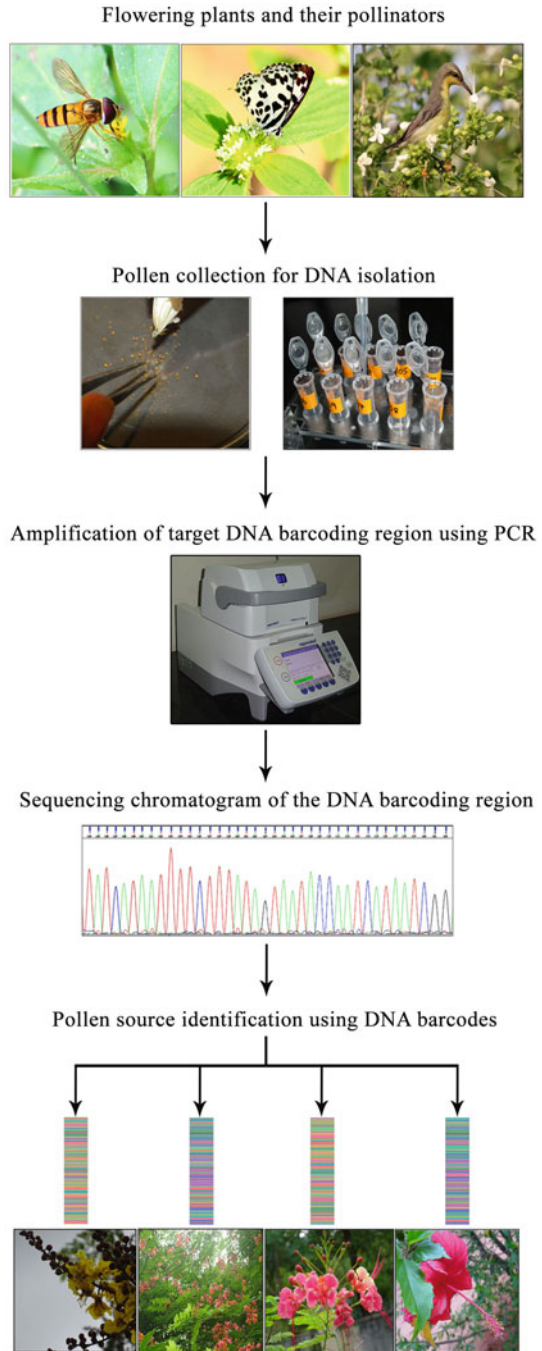 Flowering plants and their pollinators
Pollen collection for DNA isolation
Amplification of target DNA barcoding region using PCR
Sequencing chromatogram of the DNA barcoding region
Pollen source identification using DNA barcodes